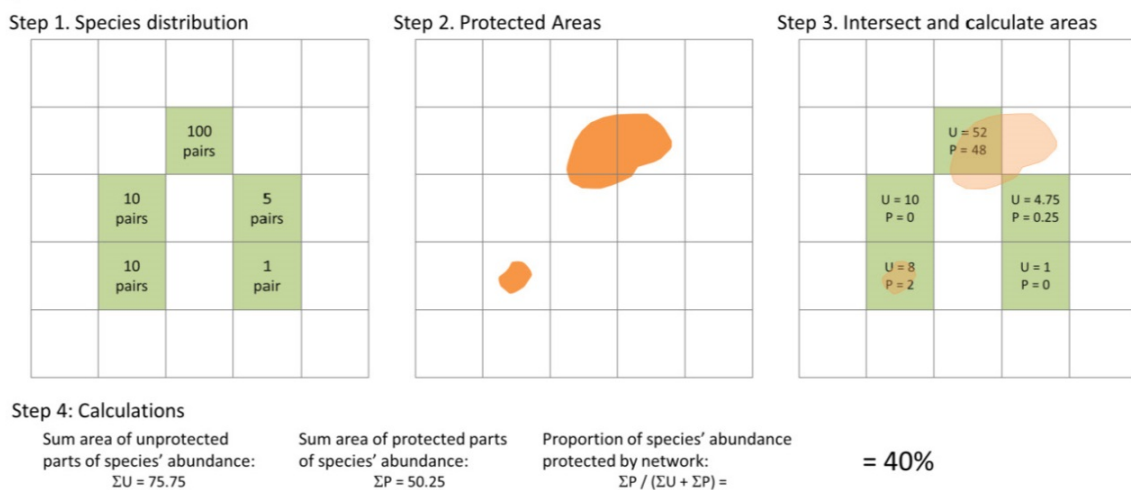 Step 1. Species distribution
Step 2. Protected Areas
Step 3. Intersect and calculate areas
100
pairs
10
pairs
5
pairs
10
pairs
1
pair
U = 52
P = 48
U = 10
P = 0
U = 4.75
P = 0.25
U = 8
P = 2
U = 1
P = 0
Step 4: Calculations
Sum area of unprotected
parts of species' abundance:
ΣU = 75.75
Sum area of protected parts
of species' abundance:
ΣP = 50.25
Proportion of species' abundance
protected by network:
ΣP / (ΣU + ΣP) =
= 40%